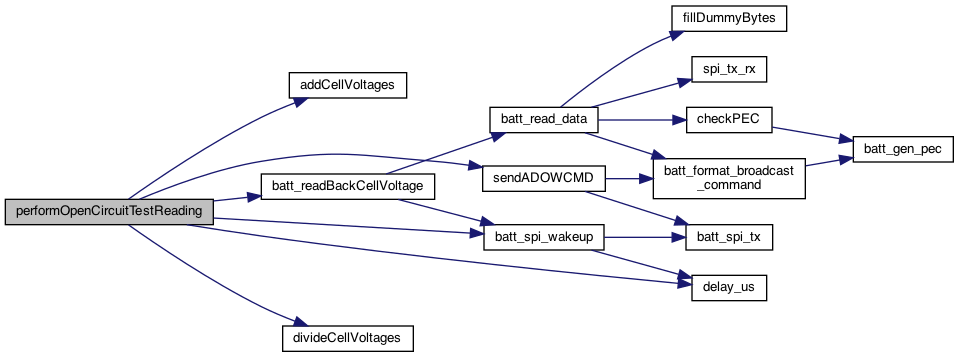 fillDummyBytes
spi_tx_rx
addCellVoltages
batt_read_data
checkPEC
batt_gen_pec
batt_format_broadcast
_command
sendADOWCMD
batt_readBackCellVoltage
performOpenCircuitTestReading
batt_spi_wakeup
batt_spi_tx
delay_us
divideCellVoltages